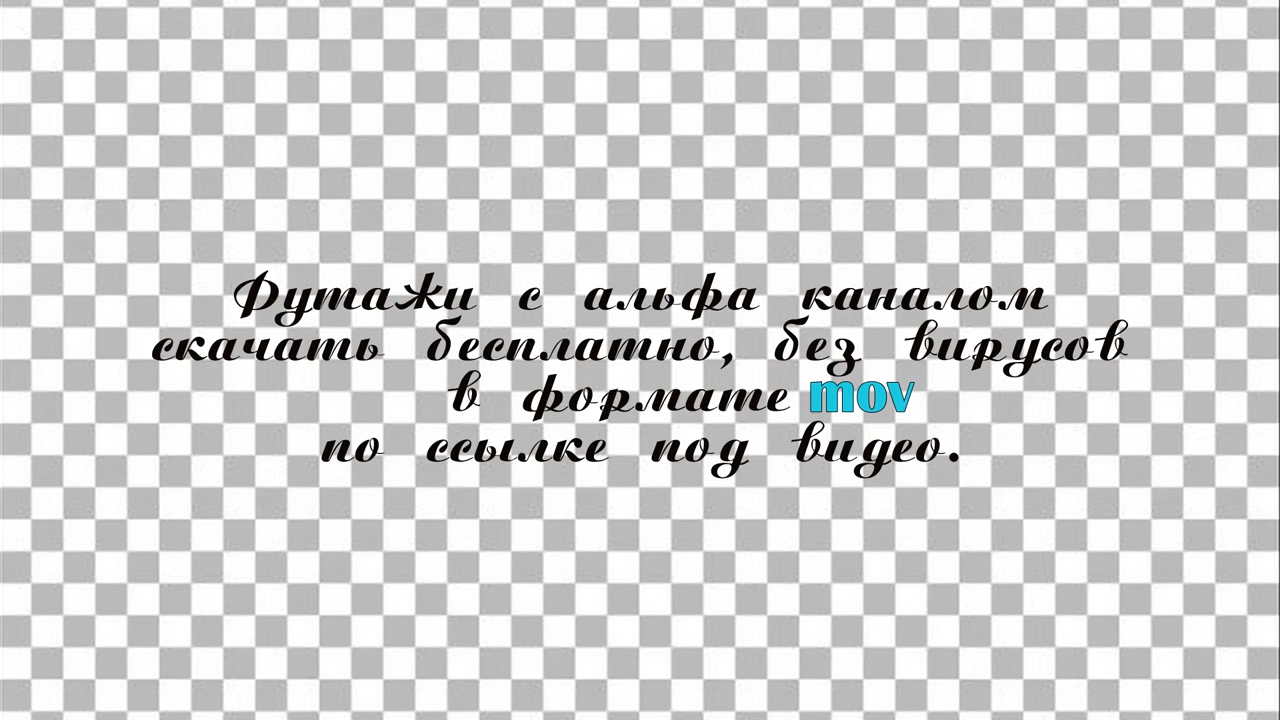 Футажи с альфа каналом
скачать бесплатно, без вирусов
в формате mov
по ссылке под видео.